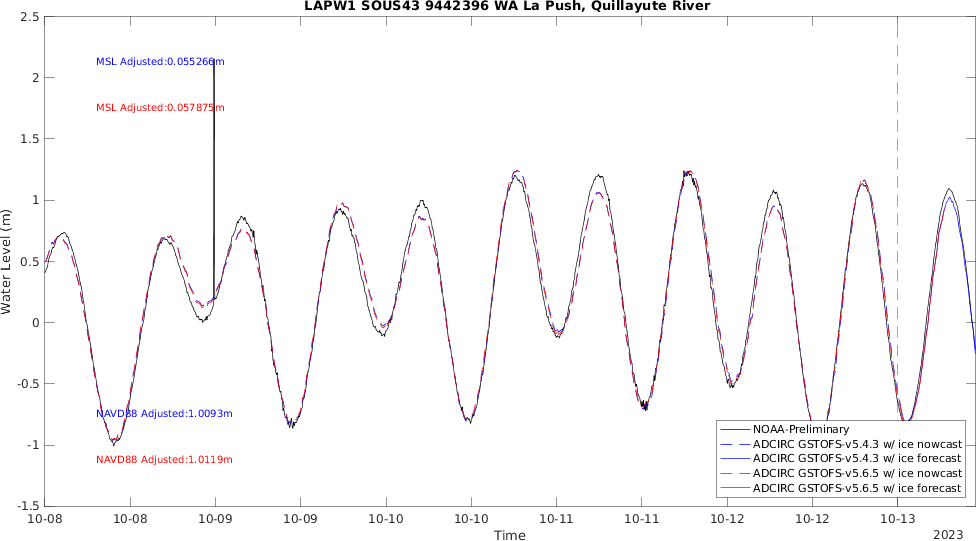 LAPW1 SOUS43 9442396 WA La Push, Quillayute River
2.5
2
1.5
1
0.5
0
-0.5
-1
-1.5
Water Level (m)
MSL Adjusted:0.055266m
MSL Adjusted:0.057875m
NAVD88 Adjusted:1.0093m
NAVD88 Adjusted:1.0119m
NOAA-Preliminary
ADCIRC GSTOFS-v5.4.3 w/ ice nowcast
ADCIRC GSTOFS-v5.4.3 w/ ice forecast
ADCIRC GSTOFS-v5.6.5 w/ ice nowcast
ADCIRC GSTOFS-v5.6.5 w/ ice forecast
10-08 10-08 10-09 10-09 10-10 10-10 10-11 10-11 10-12 10-12 10-13
Time
2023